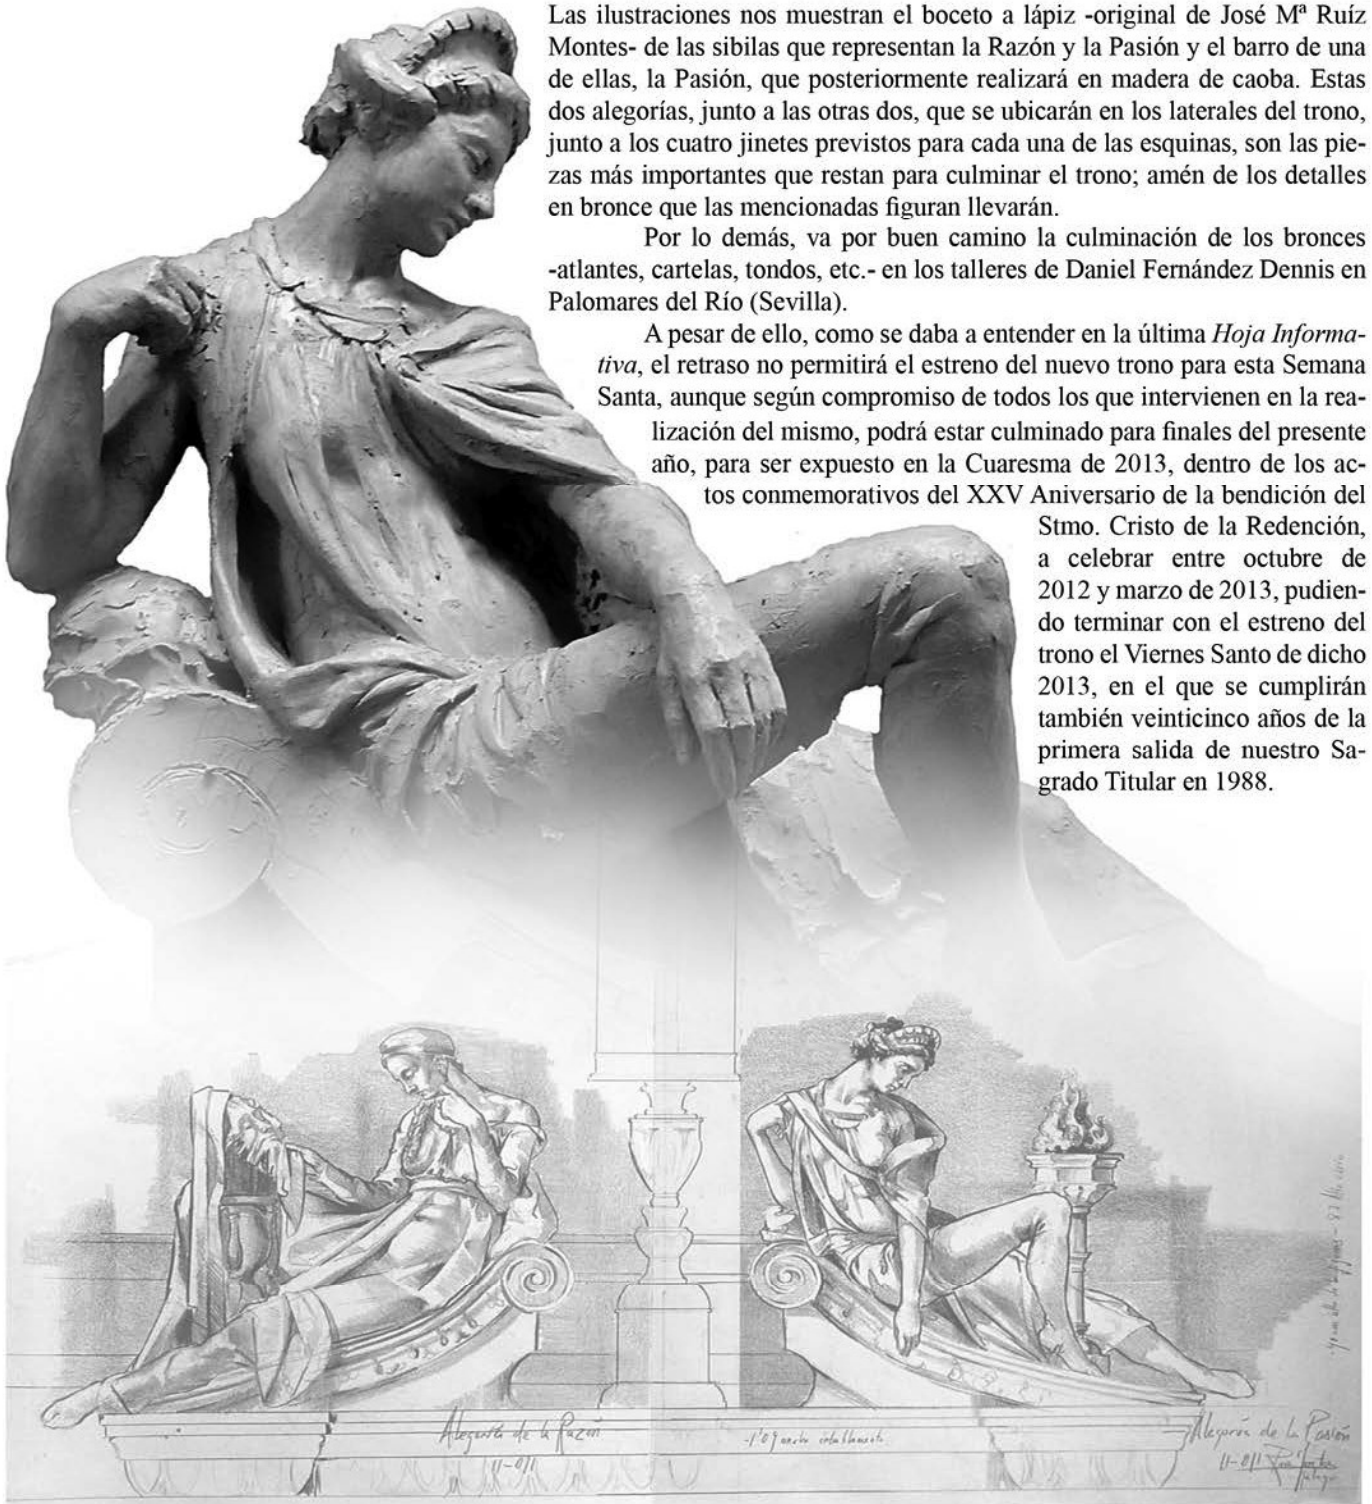 Las ilustraciones nos muestran el boceto a lápiz -original de José Mª Ruíz
Montes- de las sibilas que representan la Razón y la Pasión y el barro de una
de ellas, la Pasión, que posteriormente realizará en madera de caoba. Estas
dos alegorías, junto a las otras dos, que se ubicarán en los laterales del trono,
junto a los cuatro jinetes previstos para cada una de las esquinas, son las pie-
zas más importantes que restan para culminar el trono; amén de los detalles
en bronce que las mencionadas figuran llevarán.
Por lo demás, va por buen camino la culminación de los bronces
-atlantes, cartelas, tondos, etc.- en los talleres de Daniel Fernández Dennis en
Palomares del Río (Sevilla).
A pesar de ello, como se daba a entender en la última Hoja Informa-
tiva, el retraso no permitirá el estreno del nuevo trono para esta Semana
Santa, aunque según compromiso de todos los que intervienen en la rea-
lización del mismo, podrá estar culminado para finales del presente
año, para ser expuesto en la Cuaresma de 2013, dentro de los ac-
tos conmemorativos del XXV Aniversario de la bendición del
Stmo. Cristo de la Redención,
a celebrar entre octubre de
2012 y marzo de 2013, pudien-
do terminar con el estreno del
trono el Viernes Santo de dicho
2013, en el que se cumplirán
también veinticinco años de la
primera salida de nuestro Sa-
grado Titular en 1988.
Alegoría de la Razón
11-011
-1'09 ancho
Alegoría de la Pasión
11-011